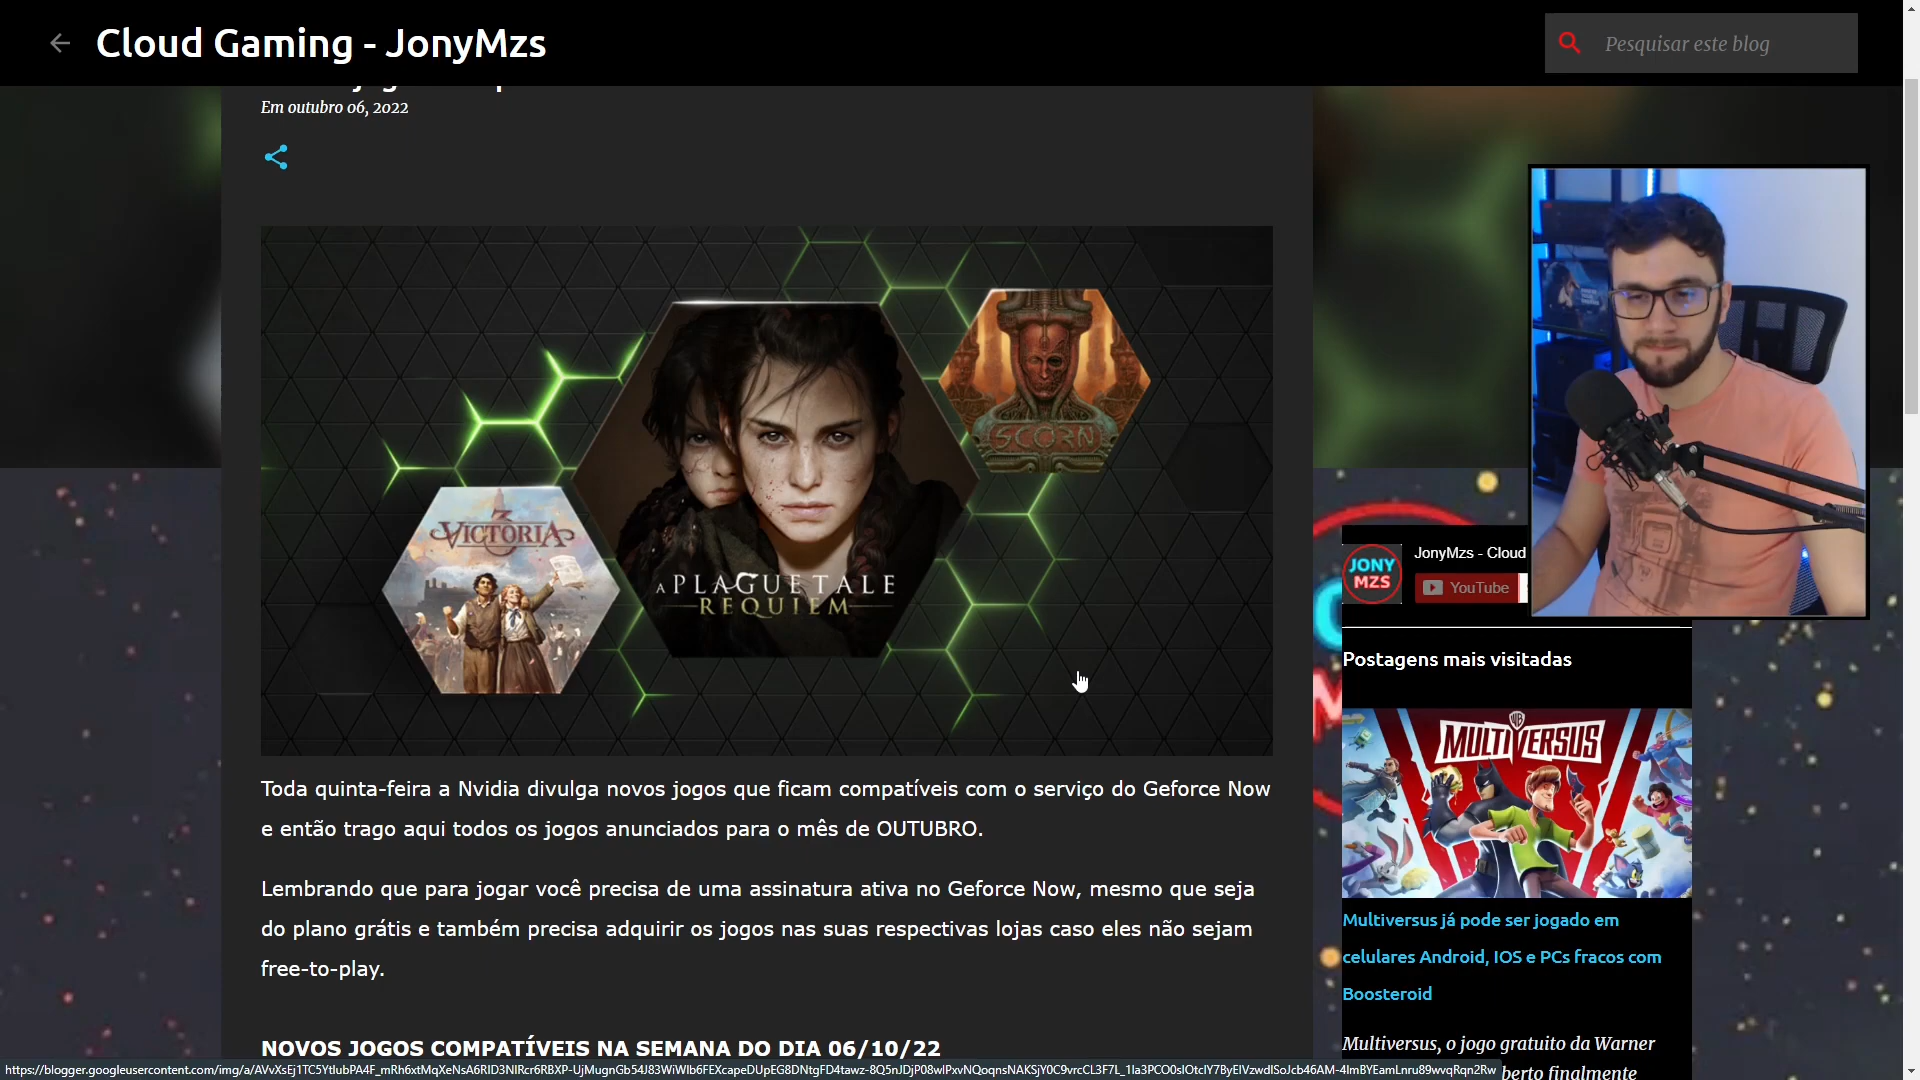 Cloud Gaming - JonyMzs
Pesquisar este blog
Em outubro 06, 2022
SCORN
VICTORIA
3
A PLAGUE TALE
REQUIEM
Toda quinta-feira a Nvidia divulga novos jogos que ficam compatíveis com o serviço do Geforce Now
e então trago aqui todos os jogos anunciados para o mês de OUTUBRO.
Lembrando que para jogar você precisa de uma assinatura ativa no Geforce Now, mesmo que seja
do plano grátis e também precisa adquirir os jogos nas suas respectivas lojas caso eles não sejam
free-to-play.
NOVOS JOGOS COMPATÍVEIS NA SEMANA DO DIA 06/10/22
JONY
MZS
JonyMzs - Cloud
YouTube
Postagens mais visitadas
MULTIVERSUS
Multiversus já pode ser jogado em
celulares Android, IOS e PCs fracos com
Boosteroid
Multiversus, o jogo gratuito da Warner
berto finalmente